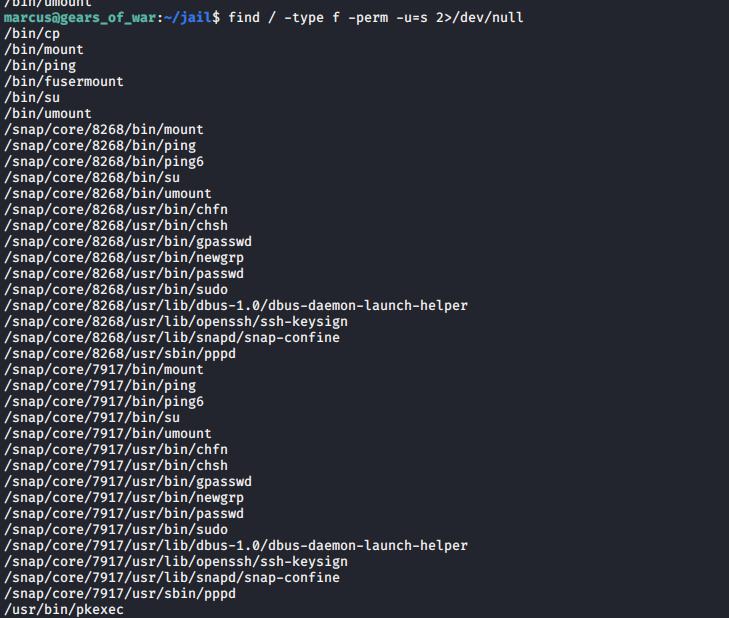 /bin/umount
marcus@gears_of_war:~/jail$ find / -type f -perm -u=s 2>/dev/null
/bin/cp
/bin/mount
/bin/ping
/bin/fusermount
/bin/su
/bin/umount
/snap/core/8268/bin/mount
/snap/core/8268/bin/ping
/snap/core/8268/bin/ping6
/snap/core/8268/bin/su
/snap/core/8268/bin/umount
/snap/core/8268/usr/bin/chfn
/snap/core/8268/usr/bin/chsh
/snap/core/8268/usr/bin/gpasswd
/snap/core/8268/usr/bin/newgrp
/snap/core/8268/usr/bin/passwd
/snap/core/8268/usr/bin/sudo
/snap/core/8268/usr/lib/dbus-1.0/dbus-daemon-launch-helper
/snap/core/8268/usr/lib/openssh/ssh-keysign
/snap/core/8268/usr/lib/snapd/snap-confine
/snap/core/8268/usr/sbin/pppd
/snap/core/7917/bin/mount
/snap/core/7917/bin/ping
/snap/core/7917/bin/ping6
/snap/core/7917/bin/su
/snap/core/7917/bin/umount
/snap/core/7917/usr/bin/chfn
/snap/core/7917/usr/bin/chsh
/snap/core/7917/usr/bin/gpasswd
/snap/core/7917/usr/bin/newgrp
/snap/core/7917/usr/bin/passwd
/snap/core/7917/usr/bin/sudo
/snap/core/7917/usr/lib/dbus-1.0/dbus-daemon-launch-helper
/snap/core/7917/usr/lib/openssh/ssh-keysign
/snap/core/7917/usr/lib/snapd/snap-confine
/snap/core/7917/usr/sbin/pppd
/usr/bin/pkexec